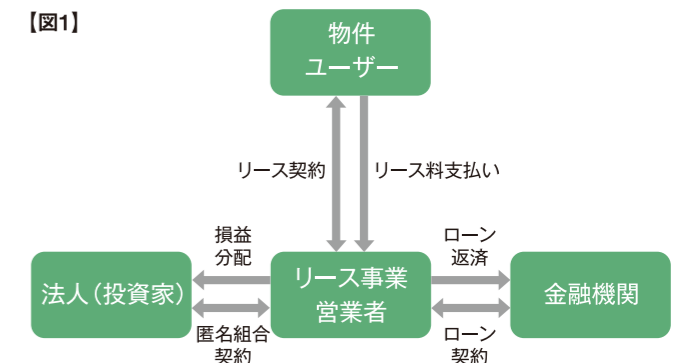 【図1】
物件
ユーザー
リース契約
リース料支払い
損益
分配
ローン
返済
法人（投資家）
リース事業
営業者
金融機関
匿名組合
契約
ローン
契約